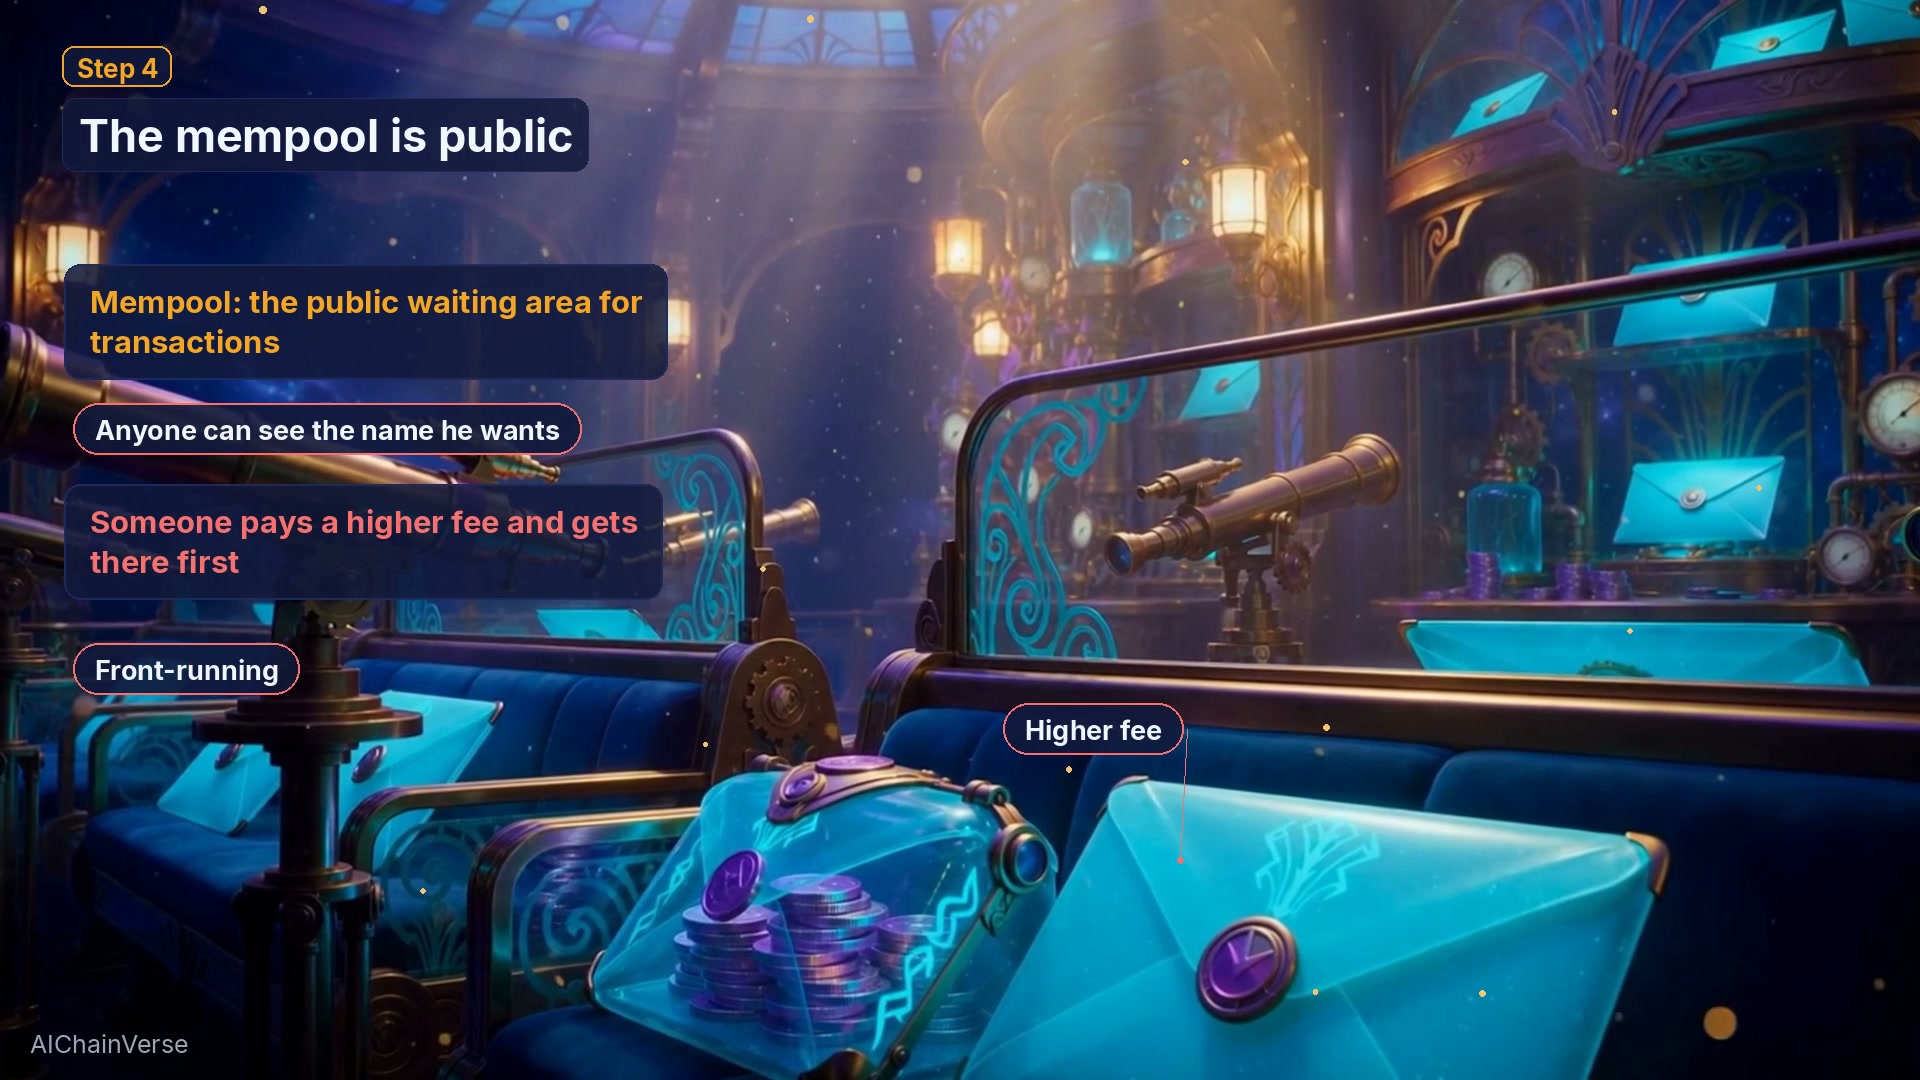 Step 4
The mempool is public
Mempool: the public waiting area for
transactions
Anyone can see the name he wants
Someone pays a higher fee and gets
there first
Front-running
Higher fee
AIChainVerse